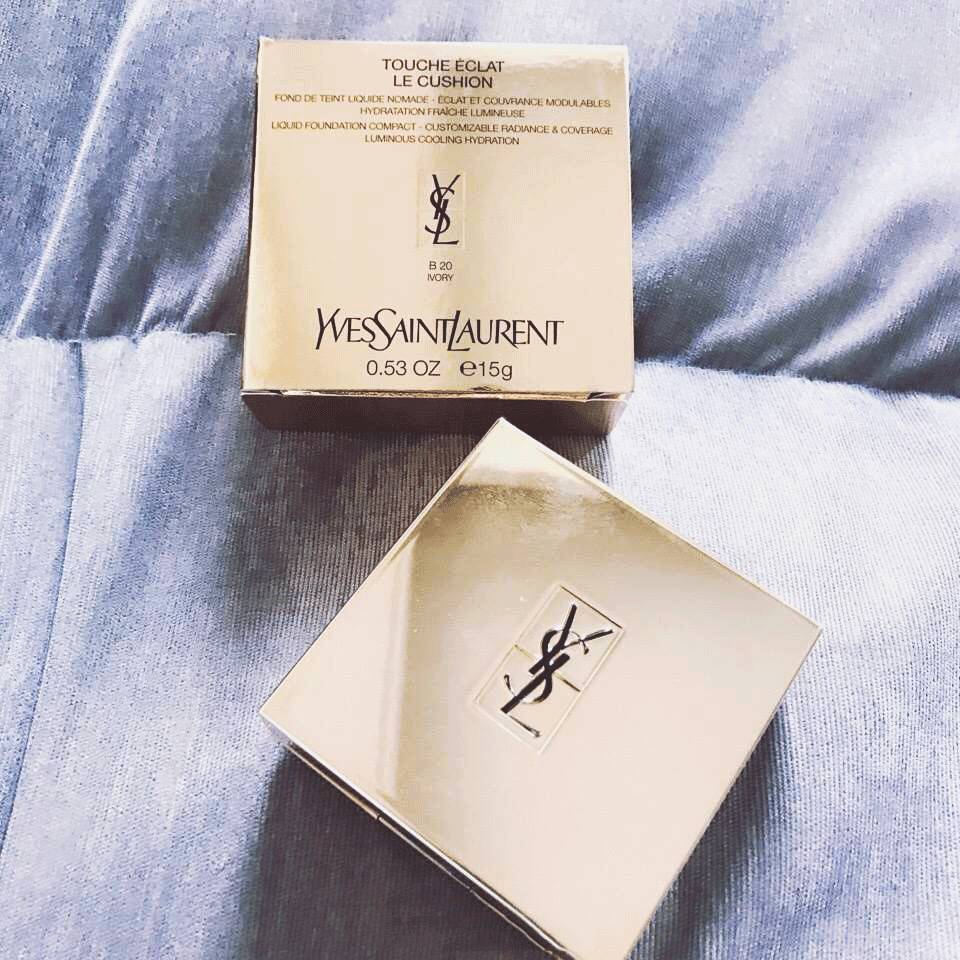 TOUCHE ÉCLAT
LE CUSHION
FOND DE TEINT LIQUIDE NOMADE - ÉCLAT ET COUVRANCE MODULABLES
HYDRATATION FRAÎCHE LUMINEUSE
LIQUID FOUNDATION COMPACT - CUSTOMIZABLE RADIANCE & COVERAGE
LUMINOUS COOLING HYDRATION
YSL
B 20
IVORY
YVESSAINTLAURENT
0.53 OZ ℮15g
YSL